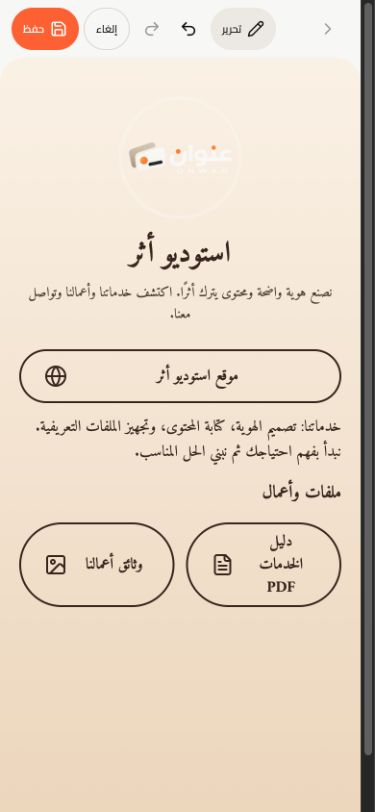 تحرير
إلغاء
حفظ
عنوان
UNWAN
استوديو أثر
نصنع هوية واضحة ومحتوى يترك أثرًا. اكتشف خدماتنا وأعمالنا وتواصل
معنا.
موقع استوديو أثر
خدماتنا: تصميم الهوية، كتابة المحتوى، وتجهيز الملفات التعريفية.
نبدأ بفهم احتياجك ثم نبني الحل المناسب.
ملفات وأعمال
دليل
الخدمات
PDF
وثائق أعمالنا